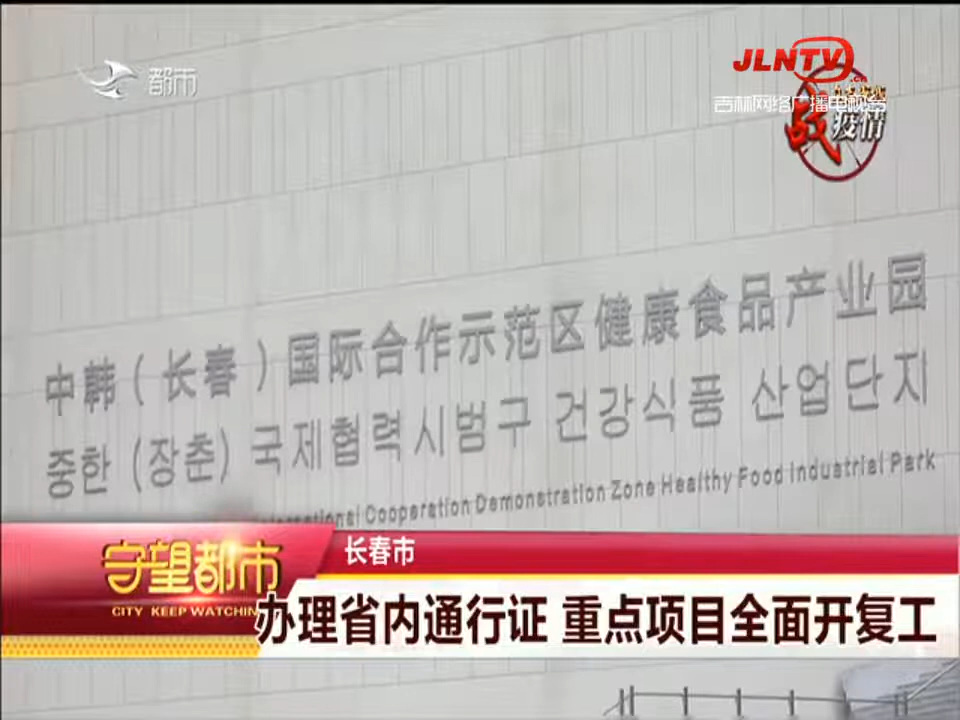 都市
JLNTV.cn
吉林网络广播电视台
战
疫情
中韩（长春）国际合作示范区健康食品产业园
중한 (장춘) 국제협력시범구 건강식품 산업단지
International Cooperation Demonstration Zone Healthy Food Industrial Park
长春市
守望都市
CITY KEEP WATCHING
办理省内通行证 重点项目全面开复工